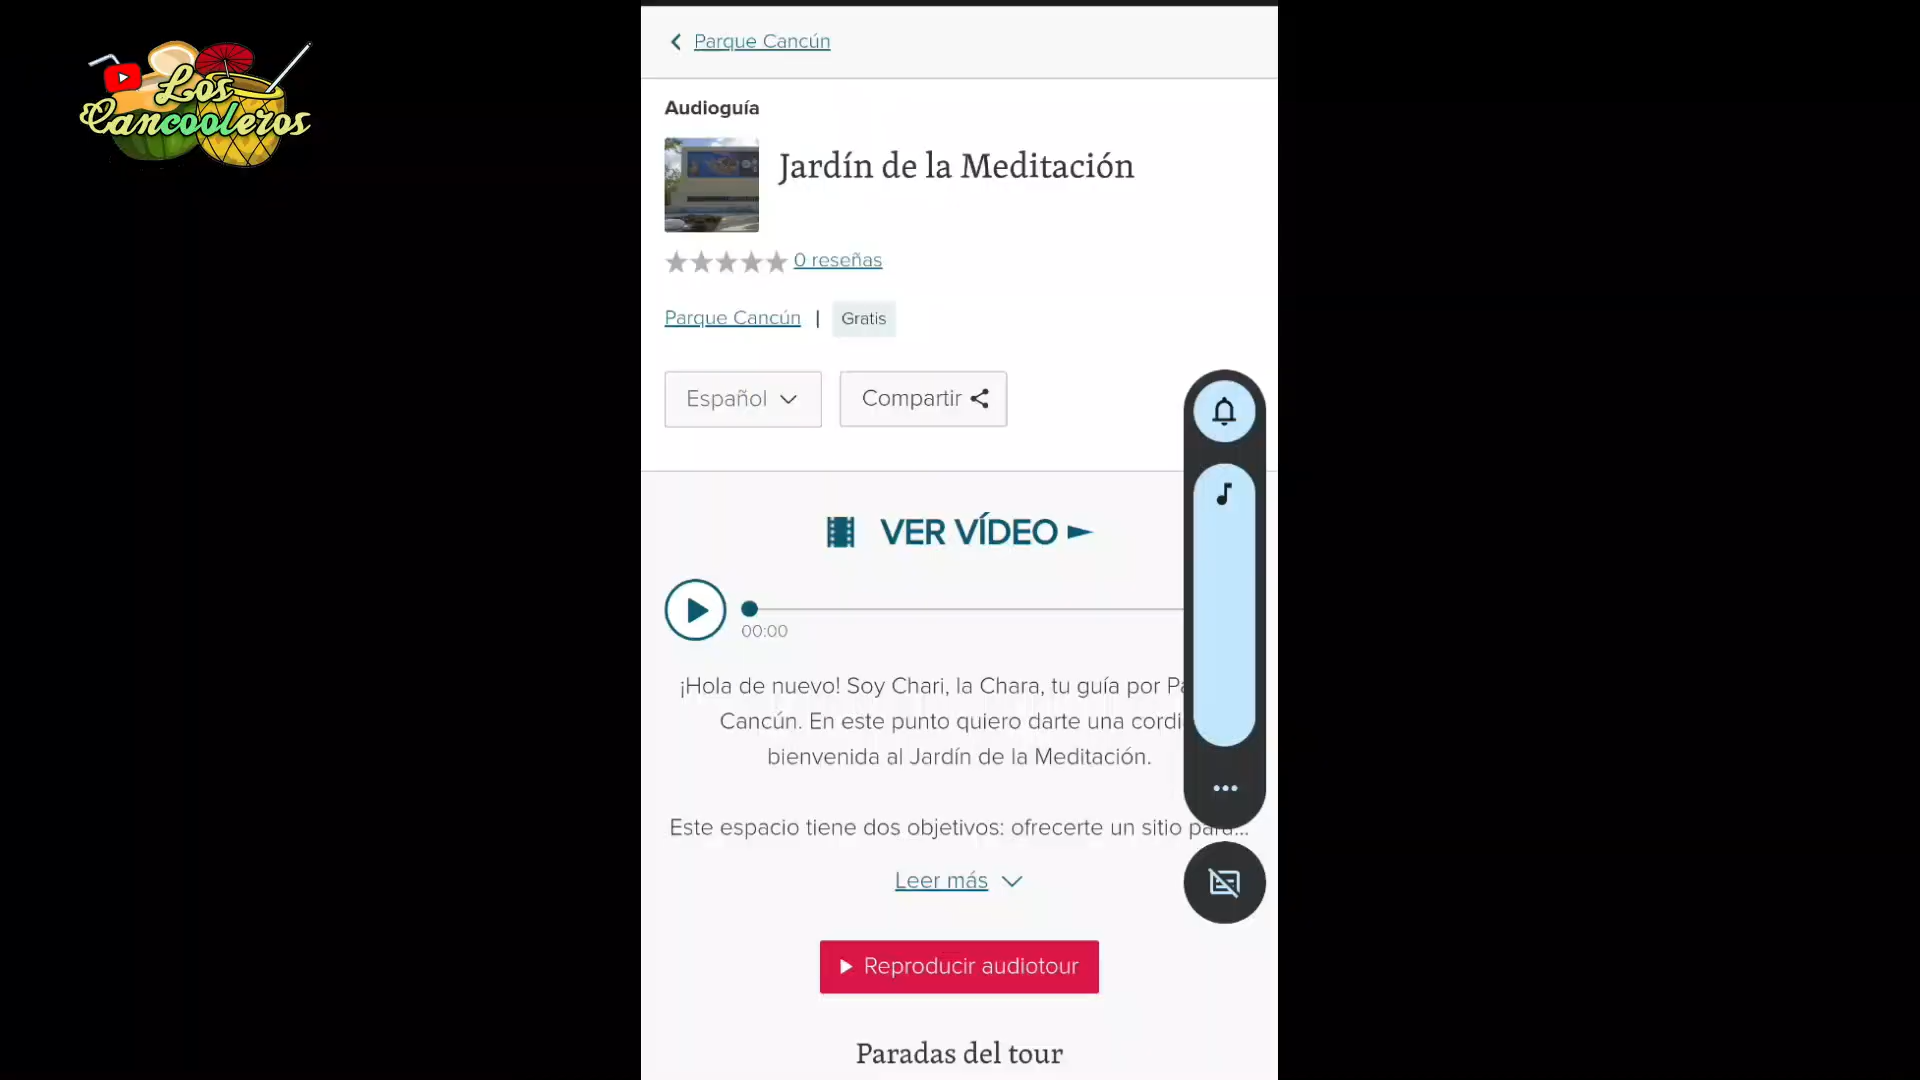 Los
Cancooleros
Parque Cancún
Audioguía
Jardín de la Meditación
0 reseñas
Parque Cancún | Gratis
Español
Compartir
VER VÍDEO
00:00
¡Hola de nuevo! Soy Chari, la Chara, tu guía por
Cancún. En este punto quiero darte una
bienvenida al Jardín de la Meditación.
Este espacio tiene dos objetivos: ofrecerte un sitio para...
Leer más
Reproducir audiotour
Paradas del tour